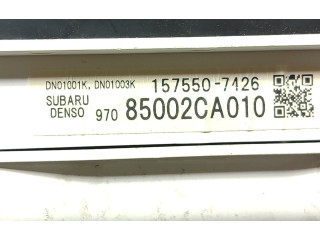 DN01001K, DN01003K 157550-7426
SUBARU
DENSO 970 85002CA010